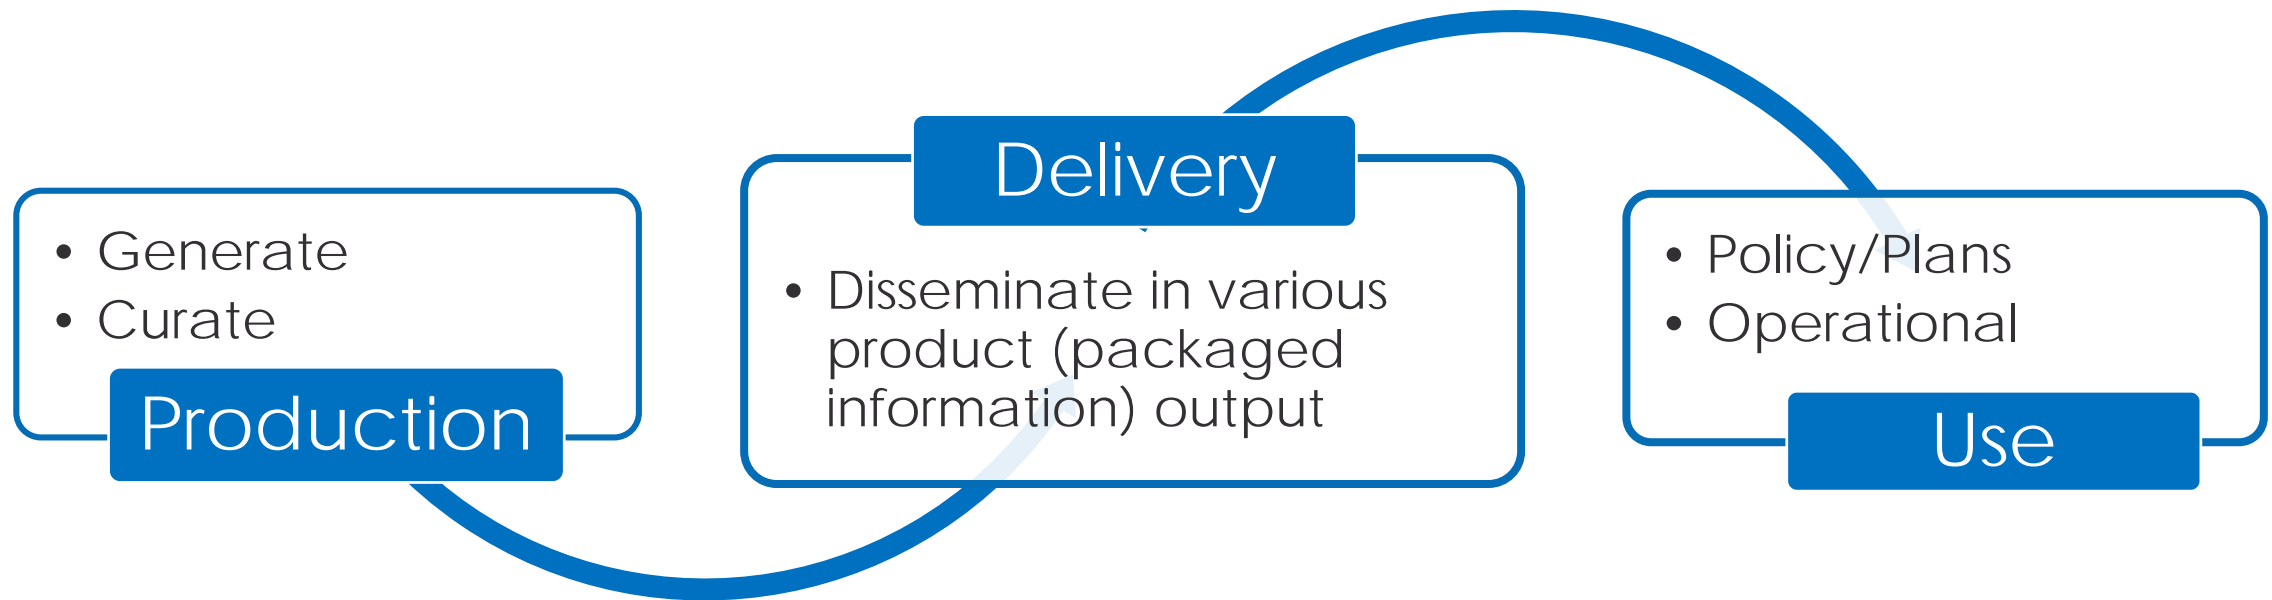 • Generate
• Curate
Production
Delivery
• Disseminate in various
product (packaged
information) output
• Policy/Plans
• Operational
Use